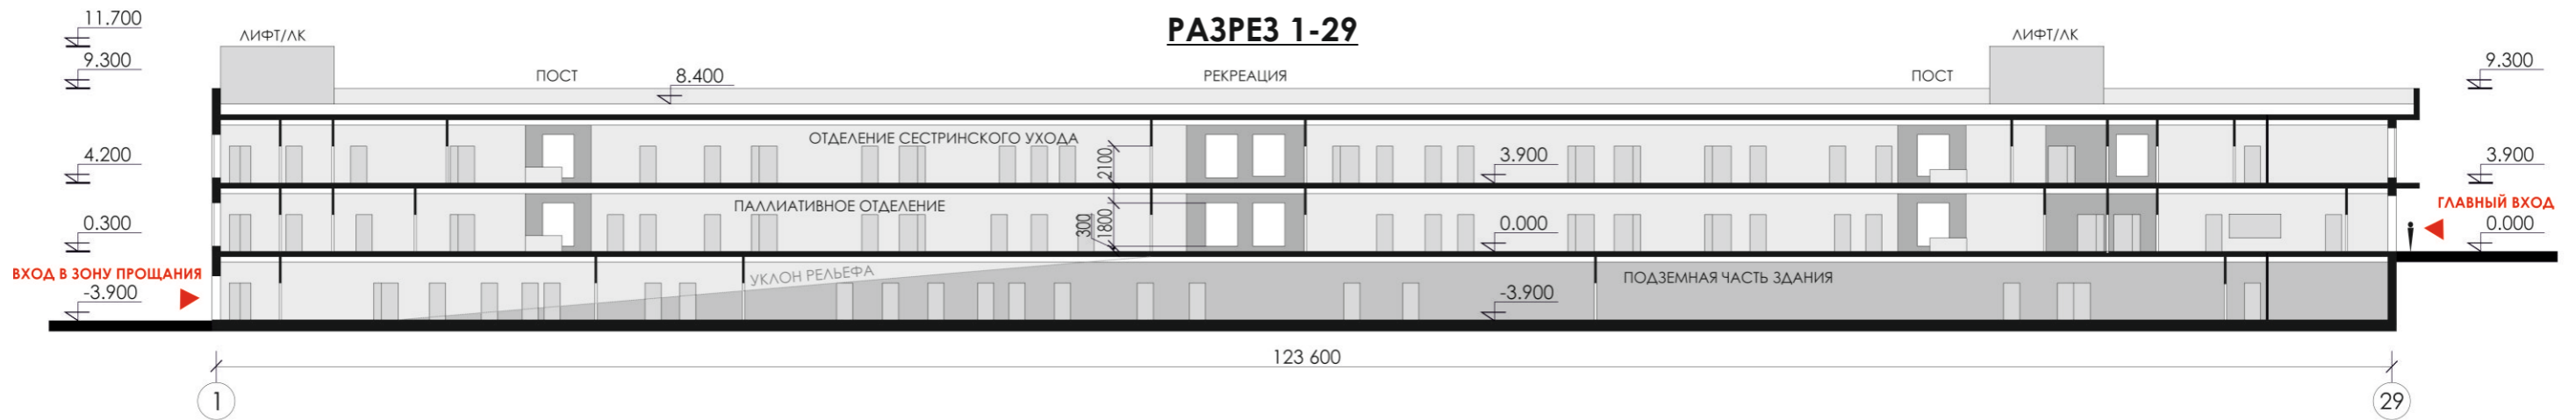 РАЗРЕЗ 1-29
11.700
9.300
4.200
0.300
ВХОД В ЗОНУ ПРОЩАНИЯ
-3.900
ЛИФТ/ЛК
ПОСТ
8.400
РЕКРЕАЦИЯ
ПОСТ
ЛИФТ/ЛК
ОТДЕЛЕНИЕ СЕСТРИНСКОГО УХОДА
2100
3.900
ПАЛЛИАТИВНОЕ ОТДЕЛЕНИЕ
300
1800
0.000
УКЛОН РЕЛЬЕФА
ПОДЗЕМНАЯ ЧАСТЬ ЗДАНИЯ
-3.900
9.300
3.900
ГЛАВНЫЙ ВХОД
0.000
123 600
1
29